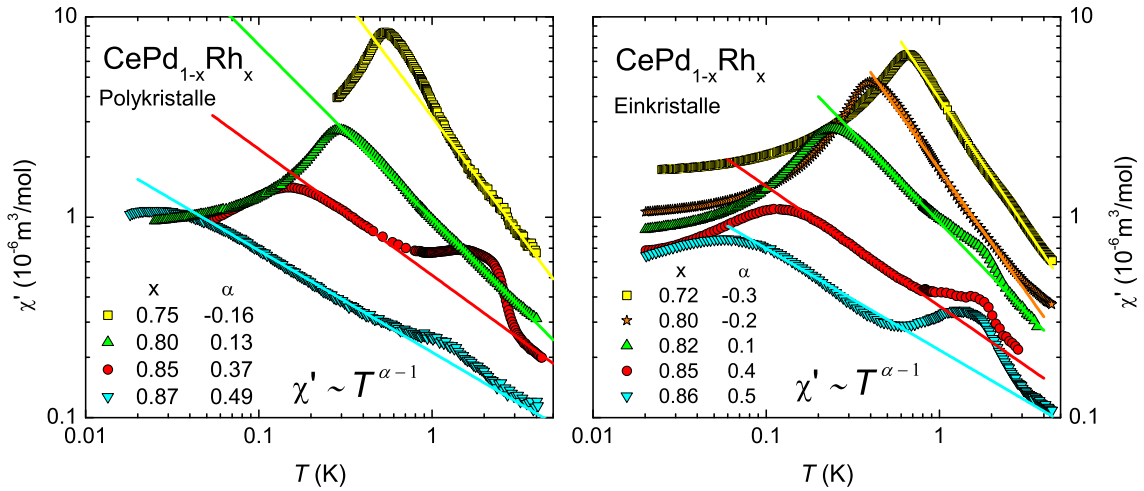 10
CePd1-xRhx
Polykristalle
1
χ' (10-6m3/mol)
x α
0.75 -0.16
0.80 0.13
0.85 0.37
0.87 0.49
χ' ~ Tα−1
0.1
0.01 0.1 1
T (K)
10
CePd1-xRhx
Einkristalle
1
χ' (10-6m3/mol)
x α
0.72 -0.3
0.80 -0.2
0.82 0.1
0.85 0.4
0.86 0.5
χ' ~ Tα−1
0.1
0.01 0.1 1
T (K)